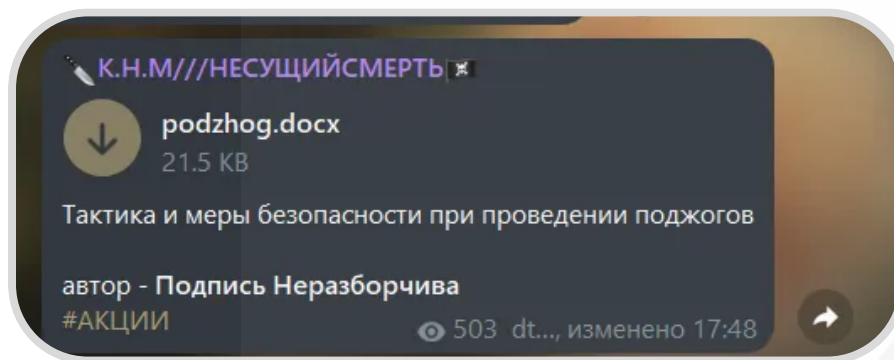 К.Н.М///НЕСУЩИЙСМЕРТЬ
podzhog.docx
21.5 KB
Тактика и меры безопасности при проведении поджогов
автор - Подпись Неразборчива
#АКЦИИ
503 dt..., изменено 17:48